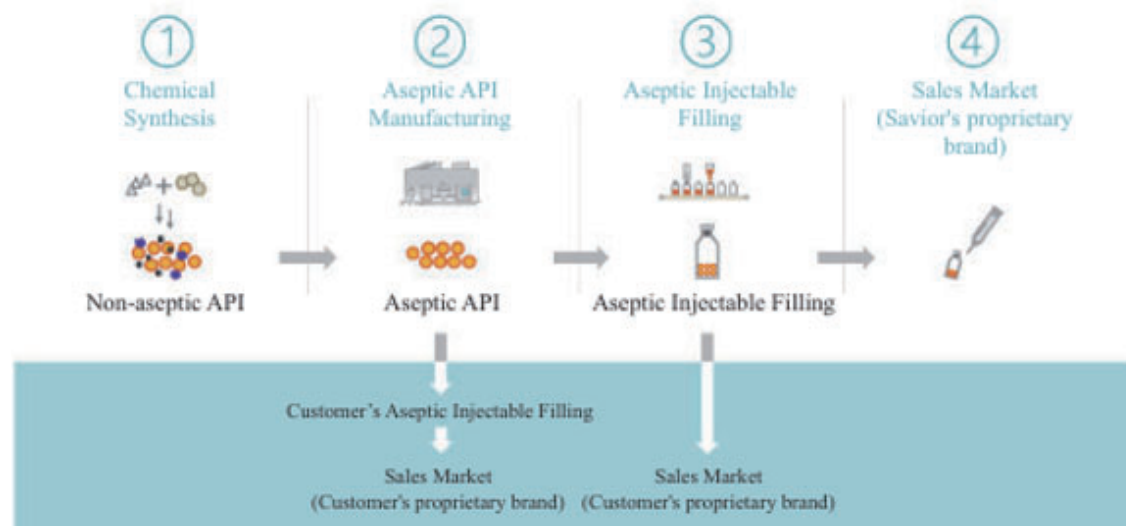 1
Chemical
Synthesis
Non-aseptic API
2
Aseptic API
Manufacturing
Aseptic API
3
Aseptic Injectable
Filling
Aseptic Injectable Filling
4
Sales Market
(Savior's proprietary
brand)
Customer's Aseptic Injectable Filling
Sales Market
(Customer's proprietary brand)
Sales Market
(Customer's proprietary brand)